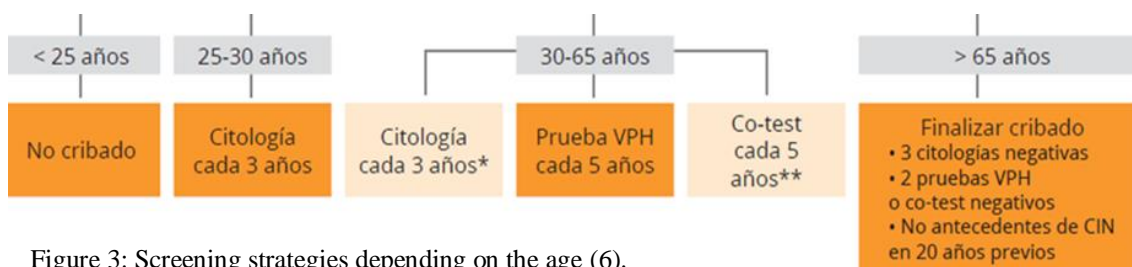 < 25 años
25-30 años
30-65 años
> 65 años
No cribado
Citología
cada 3 años
Citología
cada 3 años*
Prueba VPH
cada 5 años
Co-test
cada 5
años**
Finalizar cribado
• 3 citologías negativas
• 2 pruebas VPH
o co-test negativos
• No antecedentes de CIN
en 20 años previos
Figure 3: Screening strategies depending on the age (6).